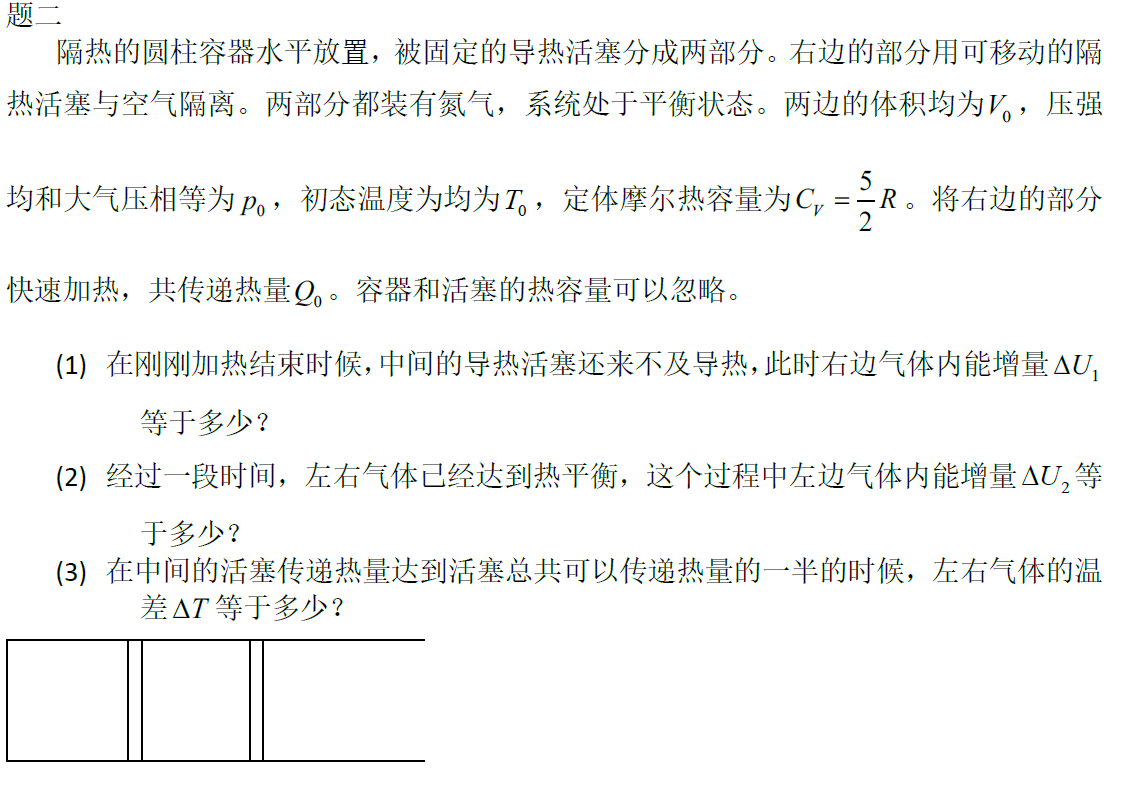 题二
隔热的圆柱容器水平放置，被固定的导热活塞分成两部分。右边的部分用可移动的隔
热活塞与空气隔离。两部分都装有氮气，系统处于平衡状态。两边的体积均为V₀，压强
均和大气压相等为p₀，初态温度为均为T₀，定体摩尔热容量为C_V = 5/2 R。将右边的部分
快速加热，共传递热量Q₀。容器和活塞的热容量可以忽略。
(1) 在刚刚加热结束时候，中间的导热活塞还来不及导热，此时右边气体内能增量ΔU₁
等于多少？
(2) 经过一段时间，左右气体已经达到热平衡，这个过程中左边气体内能增量ΔU₂等
于多少？
(3) 在中间的活塞传递热量达到活塞总共可以传递热量的一半的时候，左右气体的温
差ΔT等于多少？